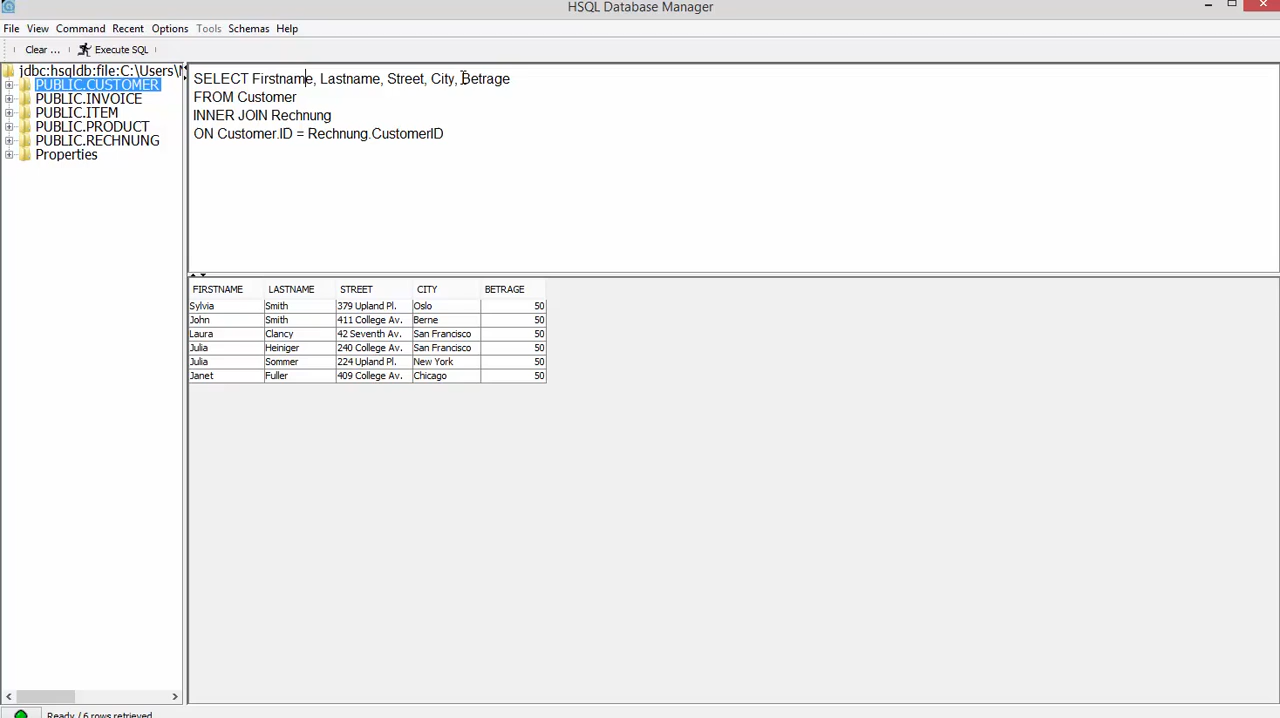 HSQL Database Manager
File View Command Recent Options Tools Schemas Help
Clear ... Execute SQL
jdbc:hsqldb:file:C:\Users\
PUBLIC.CUSTOMER
PUBLIC.INVOICE
PUBLIC.ITEM
PUBLIC.PRODUCT
PUBLIC.RECHNUNG
Properties
SELECT Firstname, Lastname, Street, City, Betrage
FROM Customer
INNER JOIN Rechnung
ON Customer.ID = Rechnung.CustomerID
FIRSTNAME LASTNAME STREET CITY BETRAGE
Sylvia Smith 379 Upland Pl. Oslo 50
John Smith 411 College Av. Berne 50
Laura Clancy 42 Seventh Av. San Francisco 50
Julia Heiniger 240 College Av. San Francisco 50
Julia Sommer 224 Upland Pl. New York 50
Janet Fuller 409 College Av. Chicago 50
Ready / 6 rows retrieved